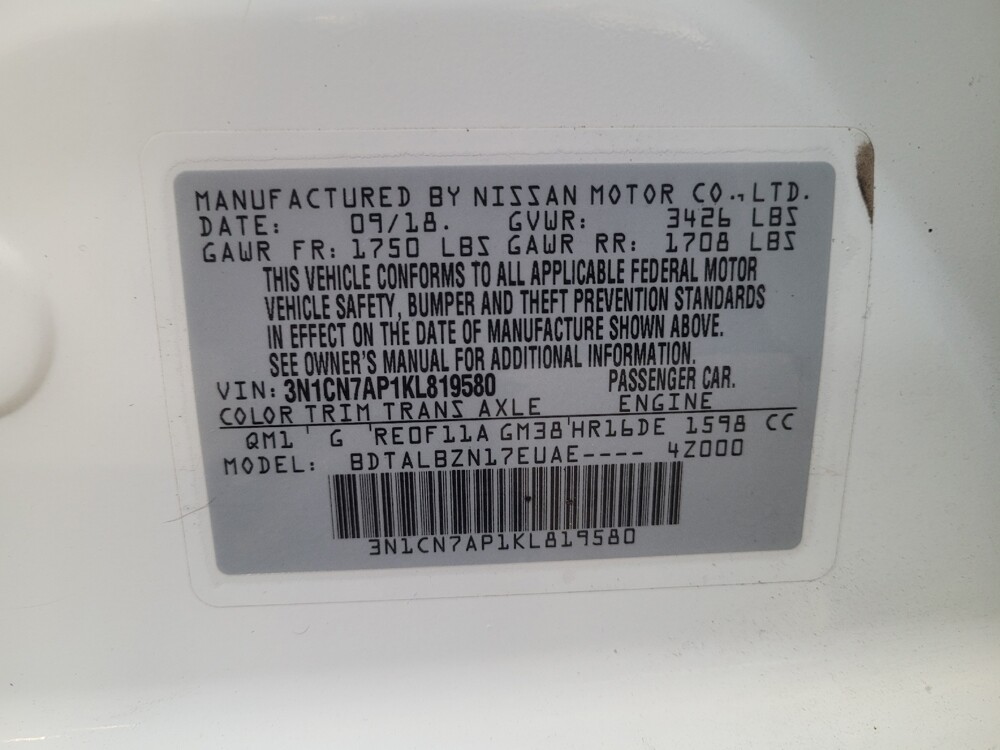 MANUFACTURED BY NISSAN MOTOR CO., LTD.
DATE: 09/18. GVWR: 3426 LBS
GAWR FR: 1750 LBS GAWR RR: 1708 LBS
THIS VEHICLE CONFORMS TO ALL APPLICABLE FEDERAL MOTOR
VEHICLE SAFETY, BUMPER AND THEFT PREVENTION STANDARDS
IN EFFECT ON THE DATE OF MANUFACTURE SHOWN ABOVE.
SEE OWNER'S MANUAL FOR ADDITIONAL INFORMATION.
VIN: 3N1CN7AP1KL819580 PASSENGER CAR.
COLOR TRIM TRANS AXLE ENGINE
QM1 G RE0F11A GM38 HR16DE 1598 CC
MODEL: BDTALBZN17EUAE---- 4Z000
3N1CN7AP1KL819580